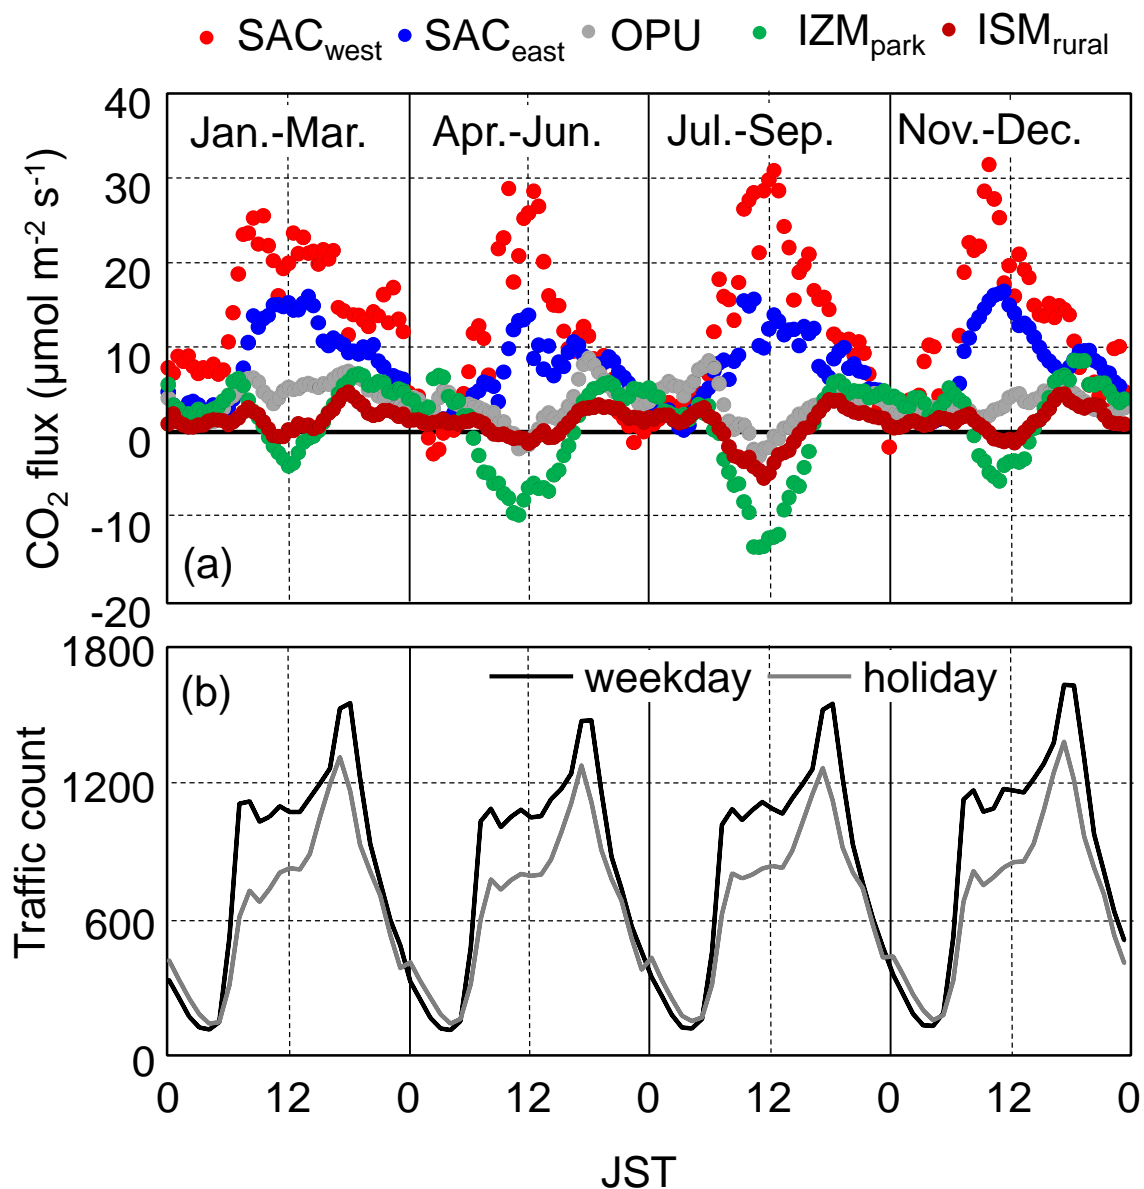 SACwest SACeast OPU IZMpark ISMrural
40
Jan.-Mar. Apr.-Jun. Jul.-Sep. Nov.-Dec.
30
20
10
0
-10
-20
CO2 flux (μmol m-2 s-1)
(a)
1800
(b) weekday holiday
1200
600
0
Traffic count
0 12 0 12 0 12 0 12 0
JST